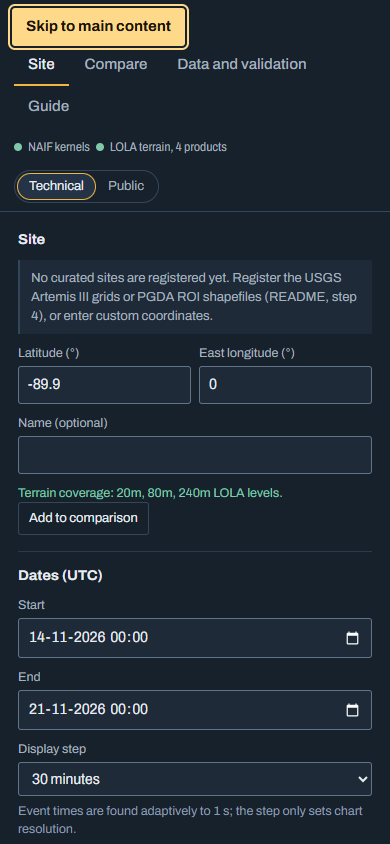 Skip to main content
Site Compare Data and validation
Guide
NAIF kernels LOLA terrain, 4 products
Technical Public
Site
No curated sites are registered yet. Register the USGS
Artemis III grids or PGDA ROI shapefiles (README, step
4), or enter custom coordinates.
Latitude (°) East longitude (°)
-89.9 0
Name (optional)
Terrain coverage: 20m, 80m, 240m LOLA levels.
Add to comparison
Dates (UTC)
Start
14-11-2026 00:00
End
21-11-2026 00:00
Display step
30 minutes
Event times are found adaptively to 1 s; the step only sets chart
resolution.